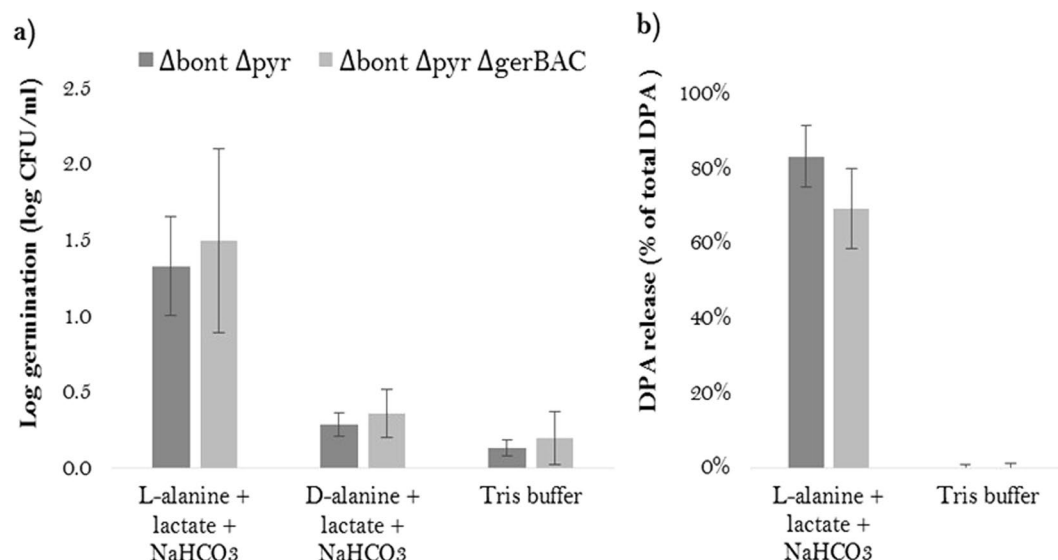 a)
Δbont Δpyr
Δbont Δpyr ΔgerBAC
Log germination (log CFU/ml)
2.5
2.0
1.5
1.0
0.5
0.0
L-alanine +
lactate +
NaHCO3
D-alanine +
lactate +
NaHCO3
Tris buffer
b)
DPA release (% of total DPA)
100%
80%
60%
40%
20%
0%
L-alanine +
lactate +
NaHCO3
Tris buffer